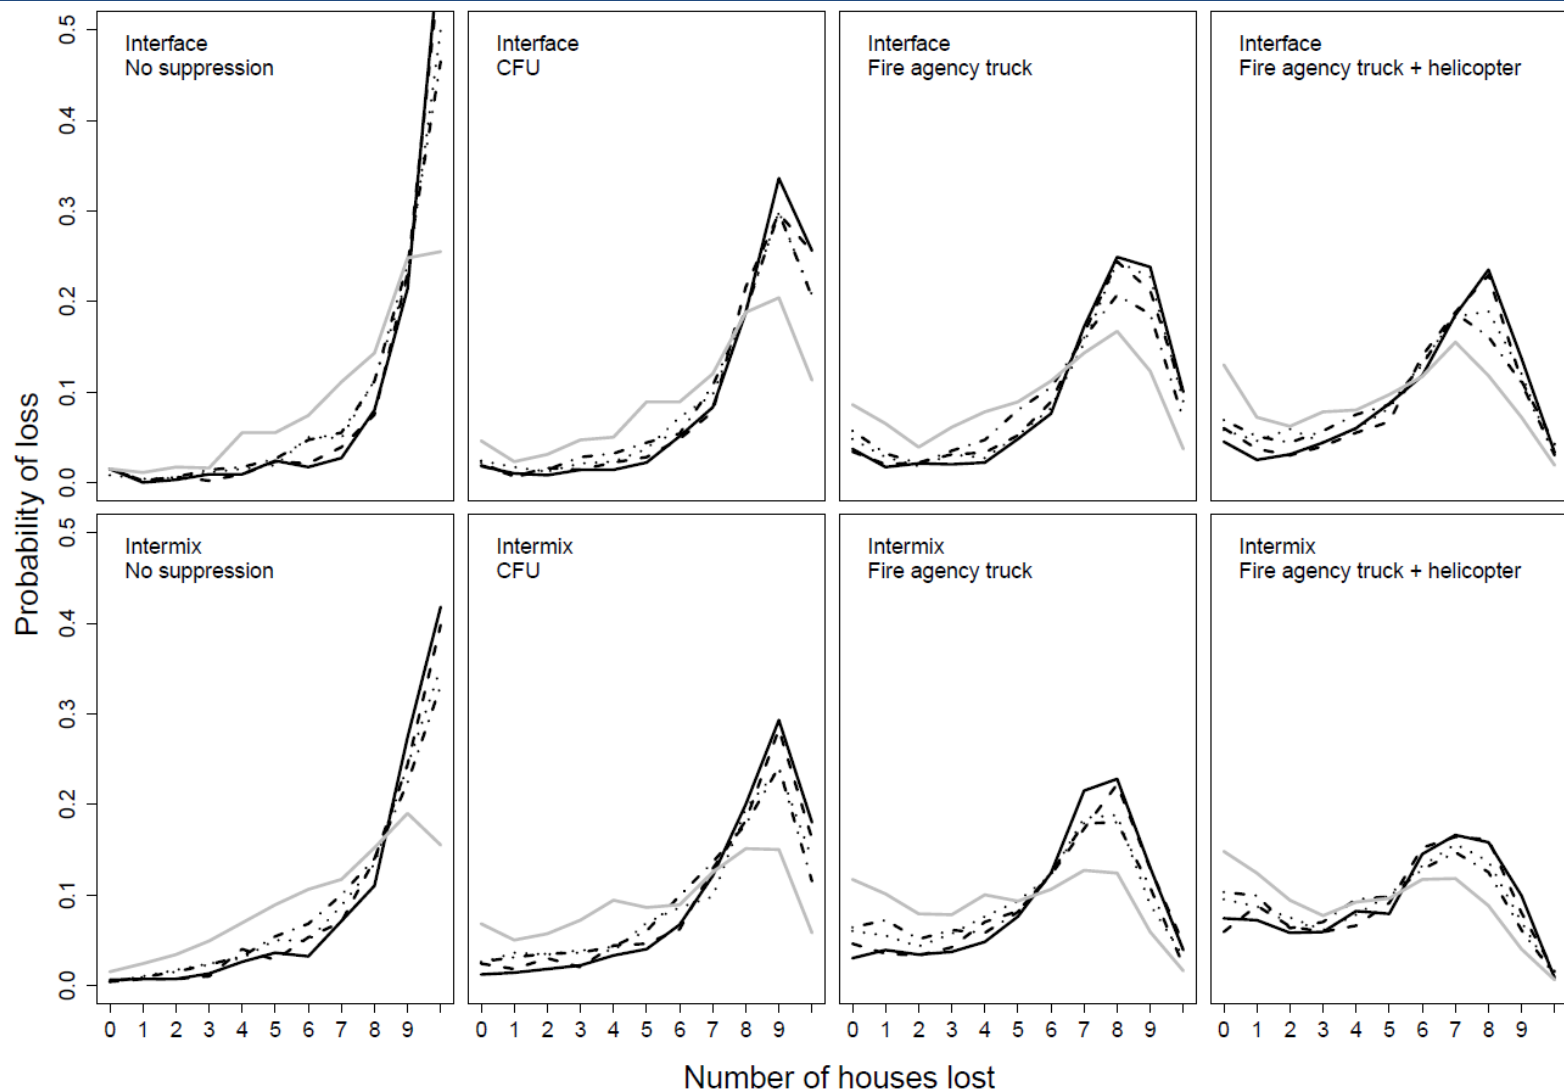 Interface
No suppression
Interface
CFU
Interface
Fire agency truck
Interface
Fire agency truck + helicopter
0.5
0.4
0.3
0.2
0.1
0.0
Probability of loss
Intermix
No suppression
Intermix
CFU
Intermix
Fire agency truck
Intermix
Fire agency truck + helicopter
0.5
0.4
0.3
0.2
0.1
0.0
0 1 2 3 4 5 6 7 8 9
0 1 2 3 4 5 6 7 8 9
0 1 2 3 4 5 6 7 8 9
0 1 2 3 4 5 6 7 8 9
Number of houses lost